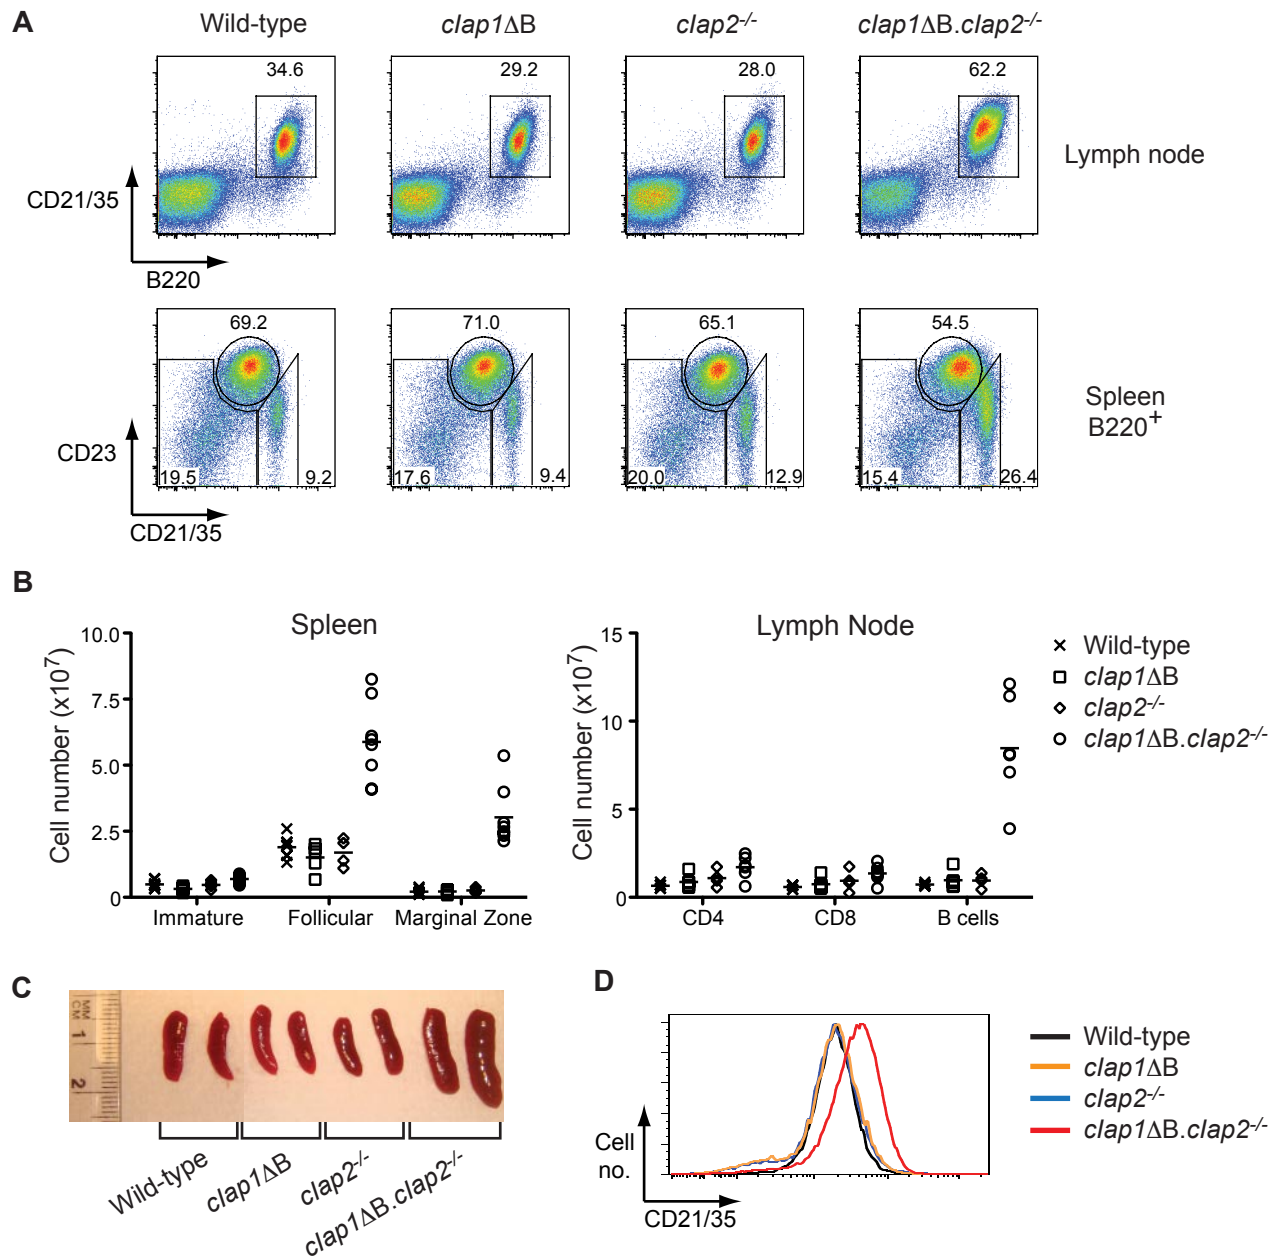 A
Wild-type
clap1ΔB
clap2-/-
clap1ΔB.clap2-/-
34.6
29.2
28.0
62.2
CD21/35
B220
Lymph node
69.2
71.0
65.1
54.5
19.5
9.2
17.6
9.4
20.0
12.9
15.4
26.4
CD23
CD21/35
Spleen
B220+
B
Spleen
Cell number (x10⁷)
10.0
7.5
5.0
2.5
0
Immature
Follicular
Marginal Zone
Lymph Node
Cell number (x10⁷)
15
10
5
0
CD4
CD8
B cells
Wild-type
clap1ΔB
clap2-/-
clap1ΔB.clap2-/-
C
MM
CM
1
2
Wild-type
clap1ΔB
clap2-/-
clap1ΔB.clap2-/-
D
Cell
no.
CD21/35
Wild-type
clap1ΔB
clap2-/-
clap1ΔB.clap2-/-